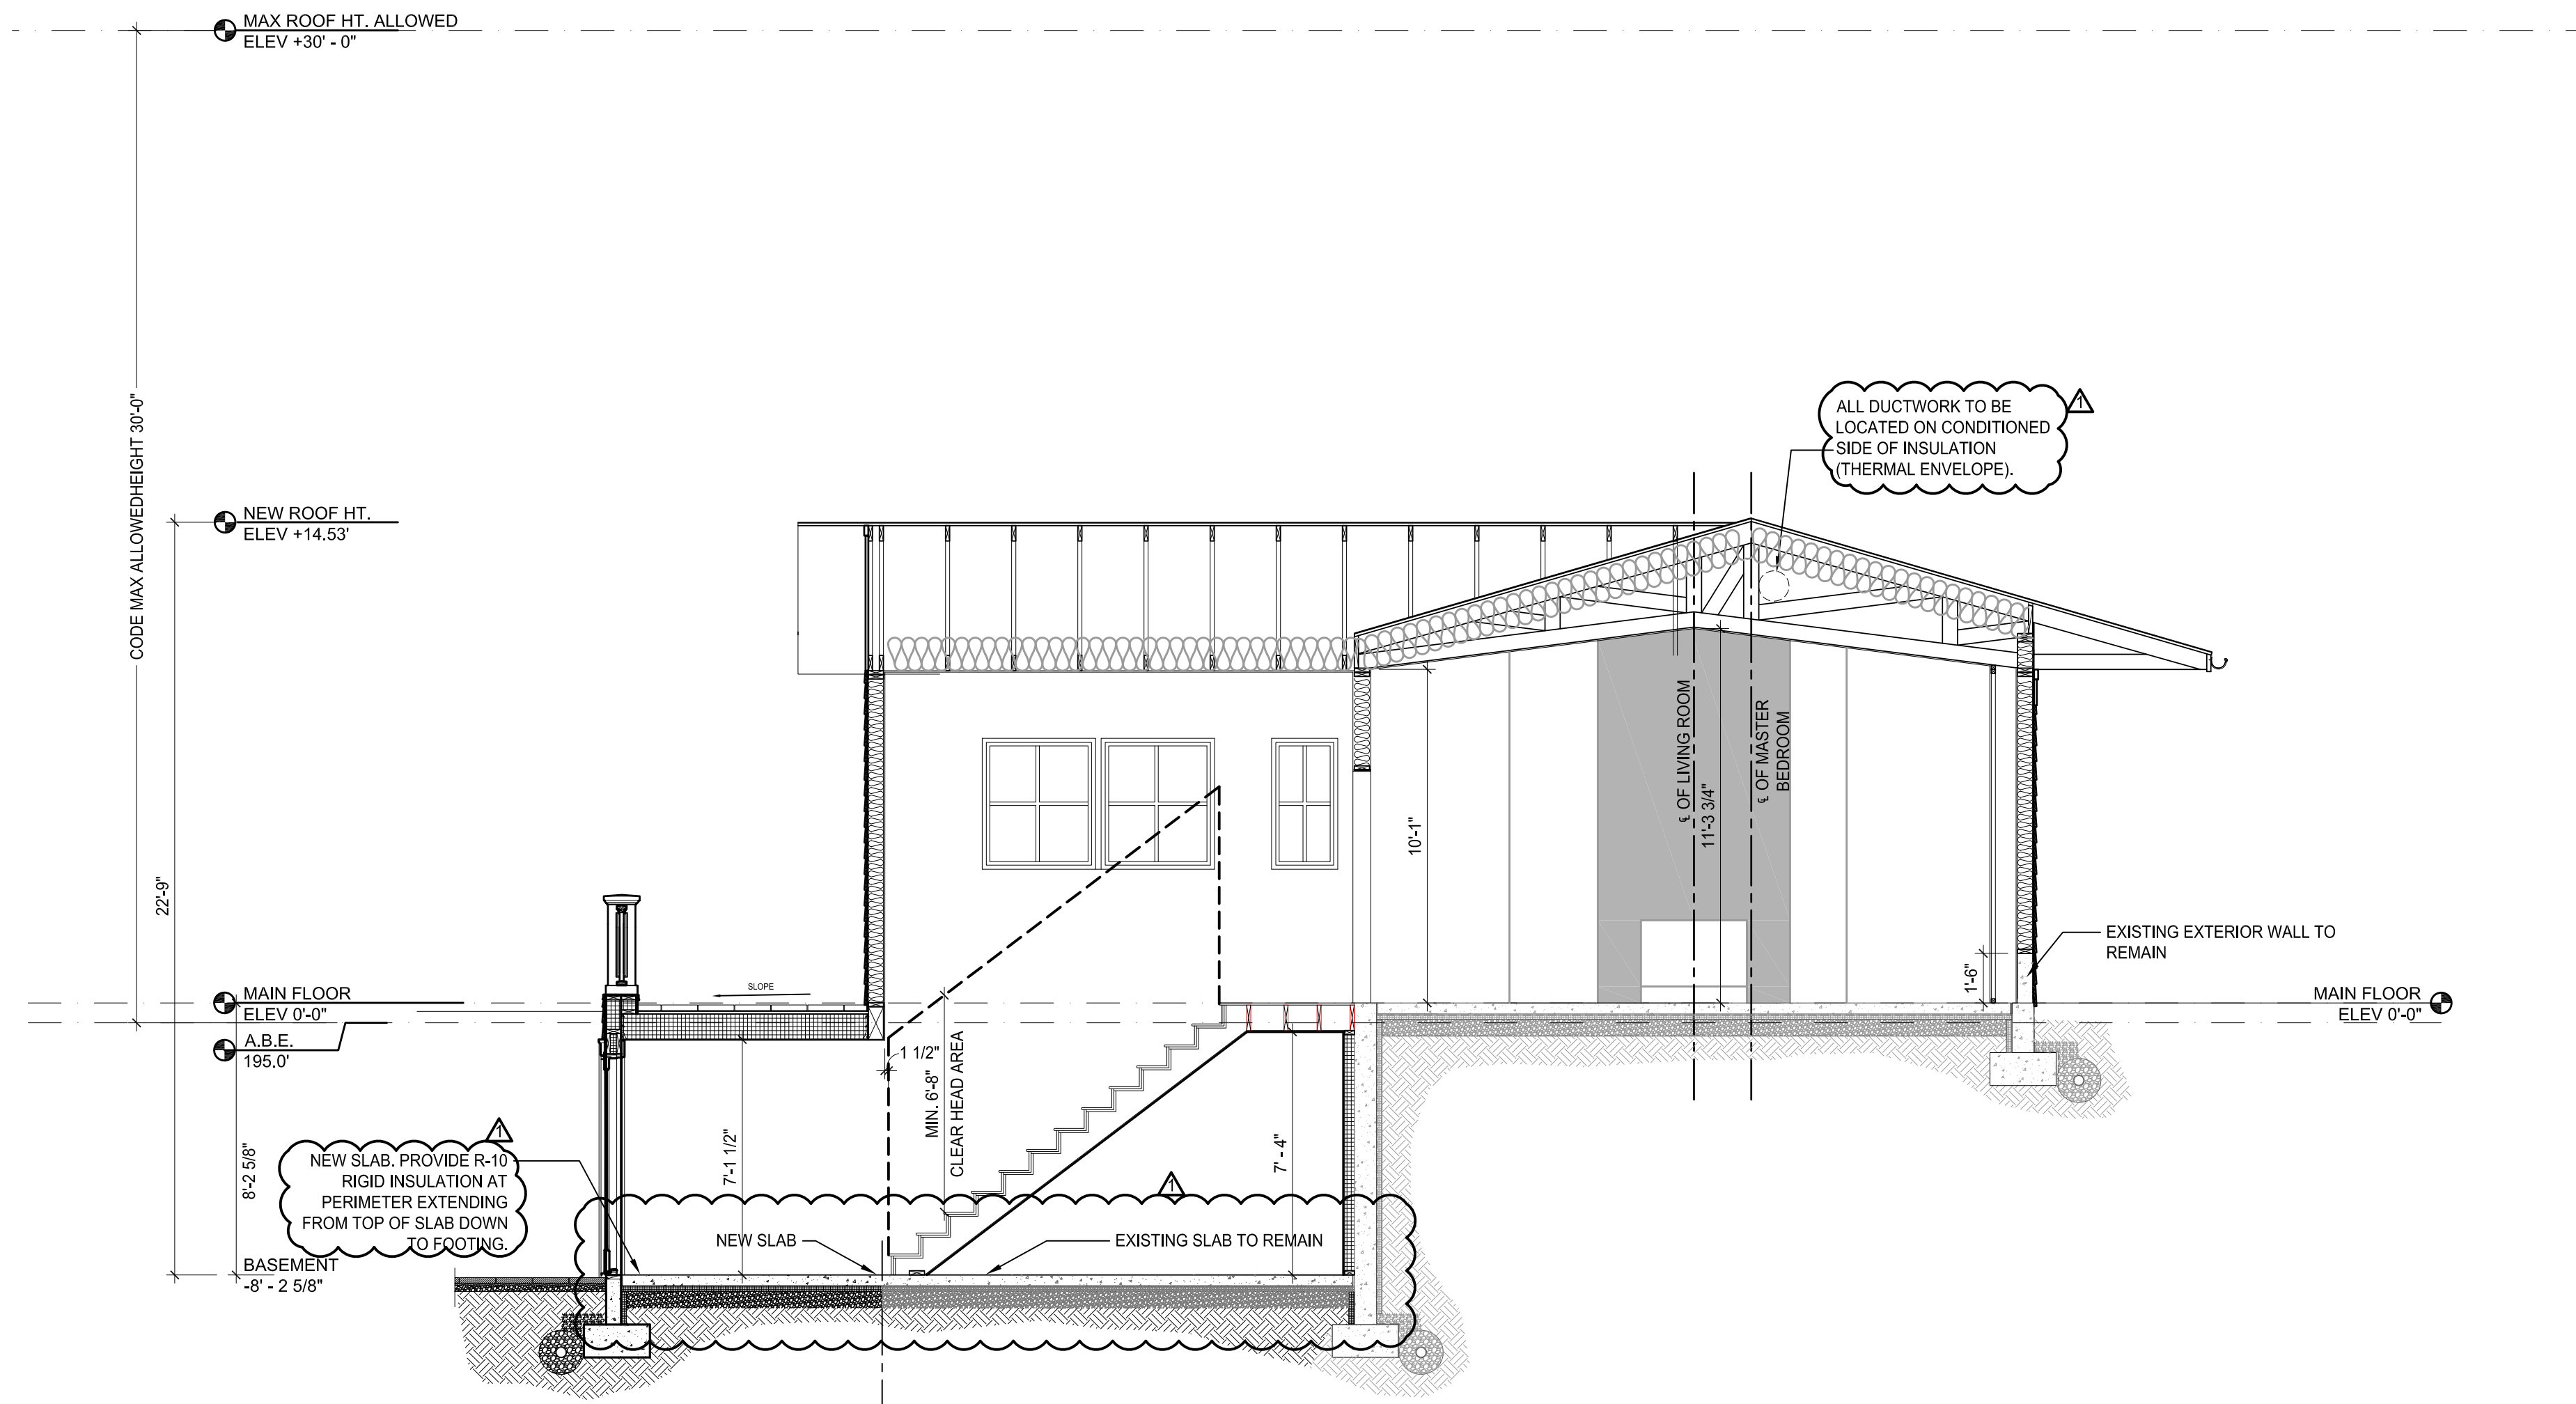 MAX ROOF HT. ALLOWED
ELEV +30' - 0"
CODE MAX ALLOWEDHEIGHT 30'-0"
ALL DUCTWORK TO BE
LOCATED ON CONDITIONED
SIDE OF INSULATION
(THERMAL ENVELOPE).
1
NEW ROOF HT.
ELEV +14.53'
22'-9"
10'-1"
℄ OF LIVING ROOM
11'-3 3/4"
℄ OF MASTER
BEDROOM
EXISTING EXTERIOR WALL TO
REMAIN
1'-6"
SLOPE
MAIN FLOOR
ELEV 0'-0"
MAIN FLOOR
ELEV 0'-0"
A.B.E.
195.0'
1 1/2"
MIN. 6'-8"
CLEAR HEAD AREA
7'-1 1/2"
7' - 4"
8'-2 5/8"
1
NEW SLAB. PROVIDE R-10
RIGID INSULATION AT
PERIMETER EXTENDING
FROM TOP OF SLAB DOWN
TO FOOTING.
1
NEW SLAB
EXISTING SLAB TO REMAIN
BASEMENT
-8' - 2 5/8"